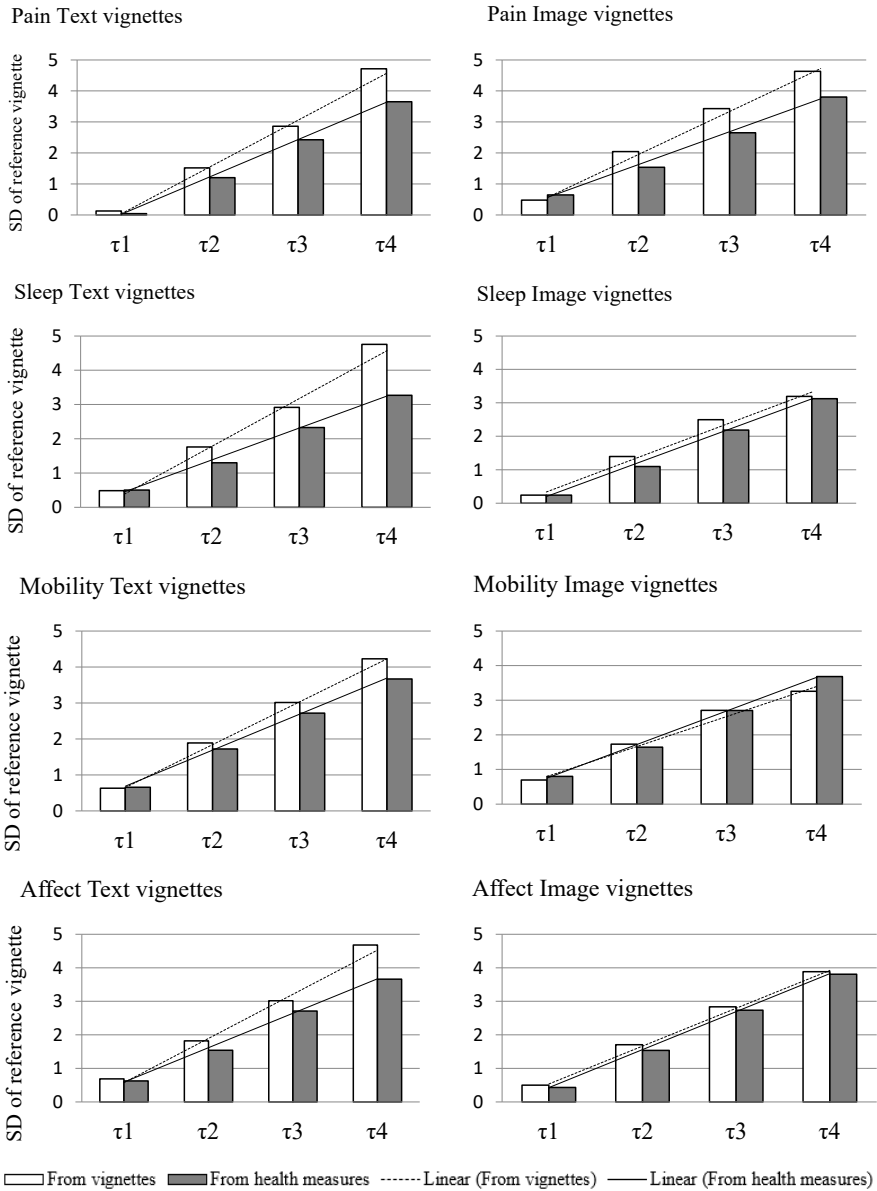 Pain Text vignettes
SD of reference vignette
5
4
3
2
1
0
τ1 τ2 τ3 τ4
Pain Image vignettes
5
4
3
2
1
0
τ1 τ2 τ3 τ4
Sleep Text vignettes
SD of reference vignette
5
4
3
2
1
0
τ1 τ2 τ3 τ4
Sleep Image vignettes
5
4
3
2
1
0
τ1 τ2 τ3 τ4
Mobility Text vignettes
SD of reference vignette
5
4
3
2
1
0
τ1 τ2 τ3 τ4
Mobility Image vignettes
5
4
3
2
1
0
τ1 τ2 τ3 τ4
Affect Text vignettes
SD of reference vignette
5
4
3
2
1
0
τ1 τ2 τ3 τ4
Affect Image vignettes
5
4
3
2
1
0
τ1 τ2 τ3 τ4
From vignettes From health measures Linear (From vignettes) Linear (From health measures)